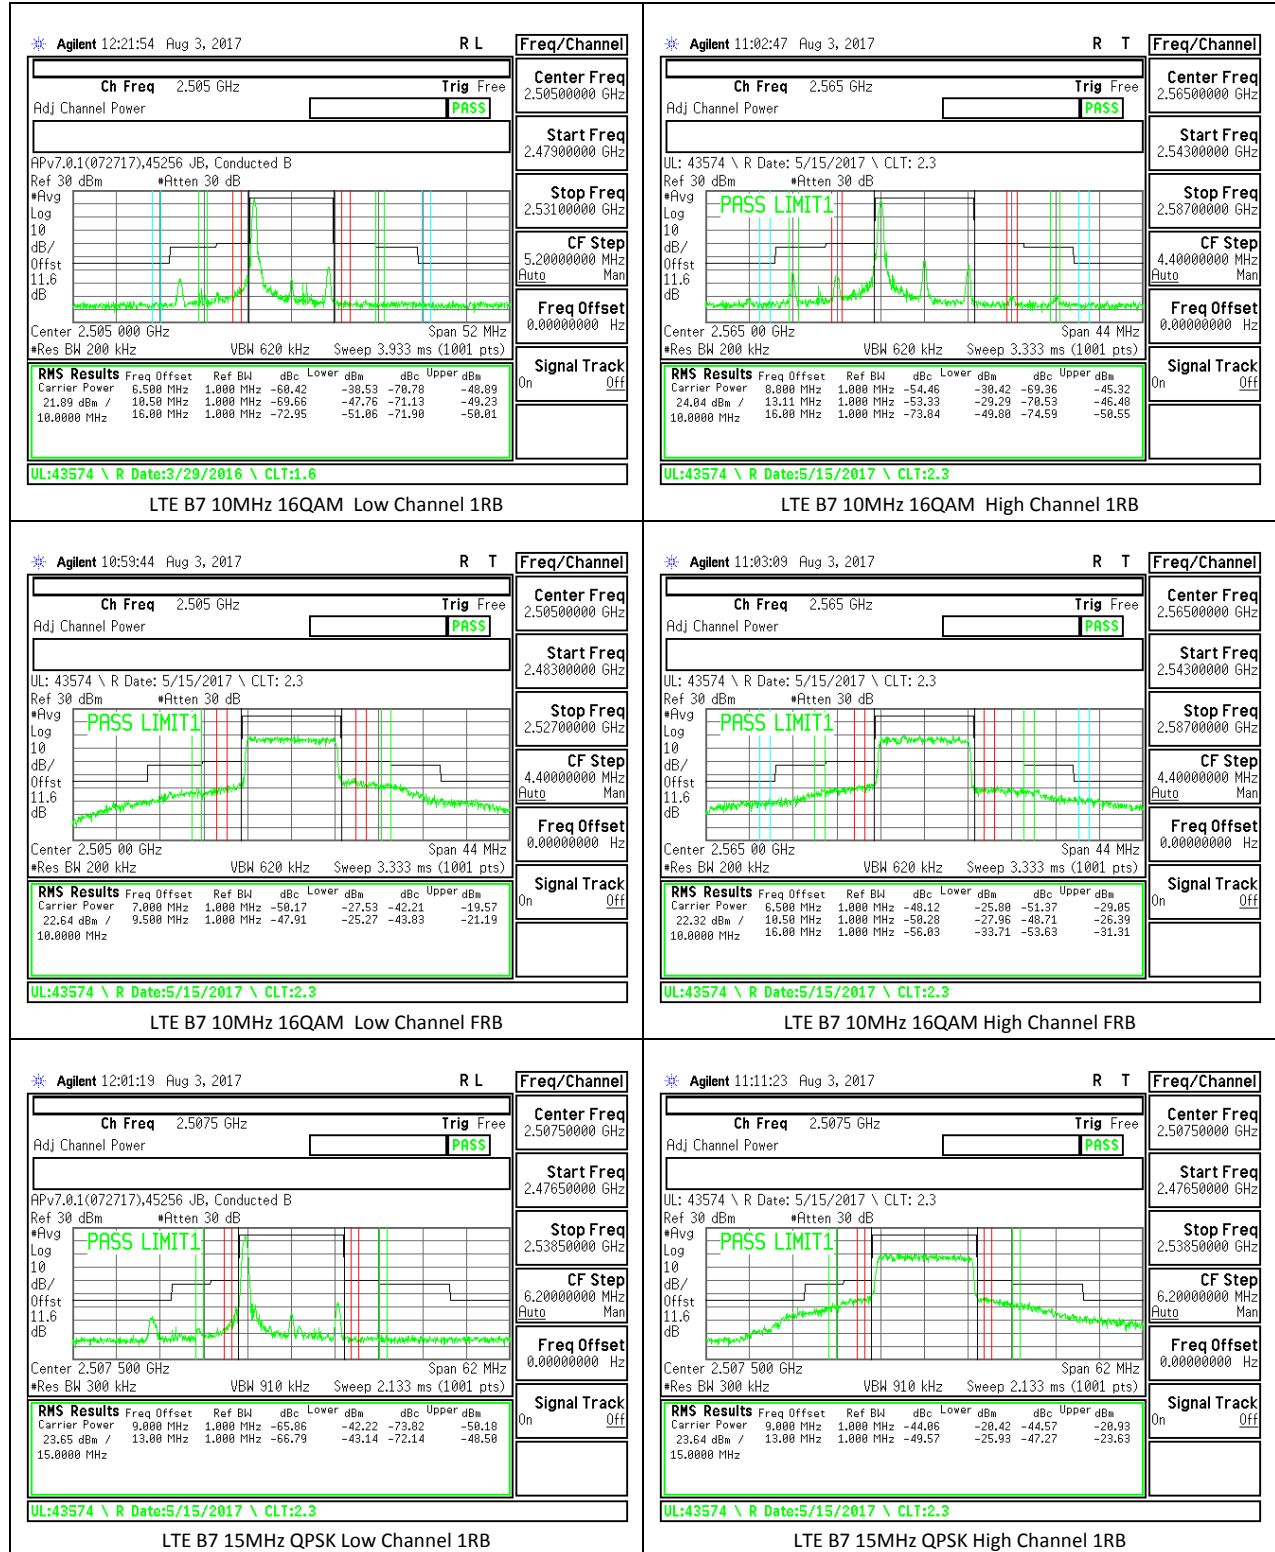 Agilent 12:21:54 Aug 3, 2017 R L Freq/Channel
Ch Freq 2.505 GHz Trig Free
Adj Channel Power PASS
Center Freq
2.50500000 GHz
Start Freq
2.47900000 GHz
APv7.0.1(072717),45256 JB, Conducted B
Ref 30 dBm #Atten 30 dB
#Avg
Log
10
dB/
Offst
11.6
dB
Stop Freq
2.53100000 GHz
CF Step
5.20000000 MHz
Auto Man
Freq Offset
0.00000000 Hz
Center 2.505 000 GHz Span 52 MHz
#Res BW 200 kHz VBW 620 kHz Sweep 3.933 ms (1001 pts)
Signal Track
On Off
RMS Results Freq Offset Ref BW dBc Lower dBm dBc Upper dBm
Carrier Power 6.500 MHz 1.000 MHz -60.42 -38.53 -70.78 -48.89
21.89 dBm / 10.50 MHz 1.000 MHz -69.66 -47.76 -71.13 -49.23
10.0000 MHz 16.00 MHz 1.000 MHz -72.95 -51.06 -71.90 -50.01
UL:43574 \ R Date:3/29/2016 \ CLT:1.6
LTE B7 10MHz 16QAM Low Channel 1RB
Agilent 11:02:47 Aug 3, 2017 R T Freq/Channel
Ch Freq 2.565 GHz Trig Free
Adj Channel Power PASS
Center Freq
2.56500000 GHz
Start Freq
2.54300000 GHz
UL: 43574 \ R Date: 5/15/2017 \ CLT: 2.3
Ref 30 dBm #Atten 30 dB
#Avg
Log
10
dB/
Offst
11.6
dB
PASS LIMIT1
Stop Freq
2.58700000 GHz
CF Step
4.40000000 MHz
Auto Man
Freq Offset
0.00000000 Hz
Center 2.565 00 GHz Span 44 MHz
#Res BW 200 kHz VBW 620 kHz Sweep 3.333 ms (1001 pts)
Signal Track
On Off
RMS Results Freq Offset Ref BW dBc Lower dBm dBc Upper dBm
Carrier Power 8.800 MHz 1.000 MHz -54.46 -30.42 -69.36 -45.32
24.04 dBm / 13.11 MHz 1.000 MHz -53.33 -29.29 -70.53 -46.48
10.0000 MHz 16.00 MHz 1.000 MHz -73.84 -49.80 -74.59 -50.55
UL:43574 \ R Date:5/15/2017 \ CLT:2.3
LTE B7 10MHz 16QAM High Channel 1RB
Agilent 10:59:44 Aug 3, 2017 R T Freq/Channel
Ch Freq 2.505 GHz Trig Free
Adj Channel Power PASS
Center Freq
2.50500000 GHz
Start Freq
2.48300000 GHz
UL: 43574 \ R Date: 5/15/2017 \ CLT: 2.3
Ref 30 dBm #Atten 30 dB
#Avg
Log
10
dB/
Offst
11.6
dB
PASS LIMIT1
Stop Freq
2.52700000 GHz
CF Step
4.40000000 MHz
Auto Man
Freq Offset
0.00000000 Hz
Center 2.505 00 GHz Span 44 MHz
#Res BW 200 kHz VBW 620 kHz Sweep 3.333 ms (1001 pts)
Signal Track
On Off
RMS Results Freq Offset Ref BW dBc Lower dBm dBc Upper dBm
Carrier Power 7.000 MHz 1.000 MHz -50.17 -27.53 -42.21 -19.57
22.64 dBm / 9.500 MHz 1.000 MHz -47.91 -25.27 -43.83 -21.19
10.0000 MHz
UL:43574 \ R Date:5/15/2017 \ CLT:2.3
LTE B7 10MHz 16QAM Low Channel FRB
Agilent 11:03:09 Aug 3, 2017 R T Freq/Channel
Ch Freq 2.565 GHz Trig Free
Adj Channel Power PASS
Center Freq
2.56500000 GHz
Start Freq
2.54300000 GHz
UL: 43574 \ R Date: 5/15/2017 \ CLT: 2.3
Ref 30 dBm #Atten 30 dB
#Avg
Log
10
dB/
Offst
11.6
dB
PASS LIMIT1
Stop Freq
2.58700000 GHz
CF Step
4.40000000 MHz
Auto Man
Freq Offset
0.00000000 Hz
Center 2.565 00 GHz Span 44 MHz
#Res BW 200 kHz VBW 620 kHz Sweep 3.333 ms (1001 pts)
Signal Track
On Off
RMS Results Freq Offset Ref BW dBc Lower dBm dBc Upper dBm
Carrier Power 6.500 MHz 1.000 MHz -48.12 -25.80 -51.37 -29.05
22.32 dBm / 10.50 MHz 1.000 MHz -50.28 -27.96 -48.71 -26.39
10.0000 MHz 16.00 MHz 1.000 MHz -56.03 -33.71 -53.63 -31.31
UL:43574 \ R Date:5/15/2017 \ CLT:2.3
LTE B7 10MHz 16QAM High Channel FRB
Agilent 12:01:19 Aug 3, 2017 R L Freq/Channel
Ch Freq 2.5075 GHz Trig Free
Adj Channel Power PASS
Center Freq
2.50750000 GHz
Start Freq
2.47650000 GHz
APv7.0.1(072717),45256 JB, Conducted B
Ref 30 dBm #Atten 30 dB
#Avg
Log
10
dB/
Offst
11.6
dB
PASS LIMIT1
Stop Freq
2.53850000 GHz
CF Step
6.20000000 MHz
Auto Man
Freq Offset
0.00000000 Hz
Center 2.507 500 GHz Span 62 MHz
#Res BW 300 kHz VBW 910 kHz Sweep 2.133 ms (1001 pts)
Signal Track
On Off
RMS Results Freq Offset Ref BW dBc Lower dBm dBc Upper dBm
Carrier Power 9.000 MHz 1.000 MHz -65.86 -42.22 -73.82 -50.18
23.65 dBm / 13.00 MHz 1.000 MHz -66.79 -43.14 -72.14 -48.50
15.0000 MHz
UL:43574 \ R Date:5/15/2017 \ CLT:2.3
LTE B7 15MHz QPSK Low Channel 1RB
Agilent 11:11:23 Aug 3, 2017 R T Freq/Channel
Ch Freq 2.5075 GHz Trig Free
Adj Channel Power PASS
Center Freq
2.50750000 GHz
Start Freq
2.47650000 GHz
UL: 43574 \ R Date: 5/15/2017 \ CLT: 2.3
Ref 30 dBm #Atten 30 dB
#Avg
Log
10
dB/
Offst
11.6
dB
PASS LIMIT1
Stop Freq
2.53850000 GHz
CF Step
6.20000000 MHz
Auto Man
Freq Offset
0.00000000 Hz
Center 2.507 500 GHz Span 62 MHz
#Res BW 300 kHz VBW 910 kHz Sweep 2.133 ms (1001 pts)
Signal Track
On Off
RMS Results Freq Offset Ref BW dBc Lower dBm dBc Upper dBm
Carrier Power 9.000 MHz 1.000 MHz -44.06 -20.42 -44.57 -20.93
23.64 dBm / 13.00 MHz 1.000 MHz -49.57 -25.93 -47.27 -23.63
15.0000 MHz
UL:43574 \ R Date:5/15/2017 \ CLT:2.3
LTE B7 15MHz QPSK High Channel 1RB